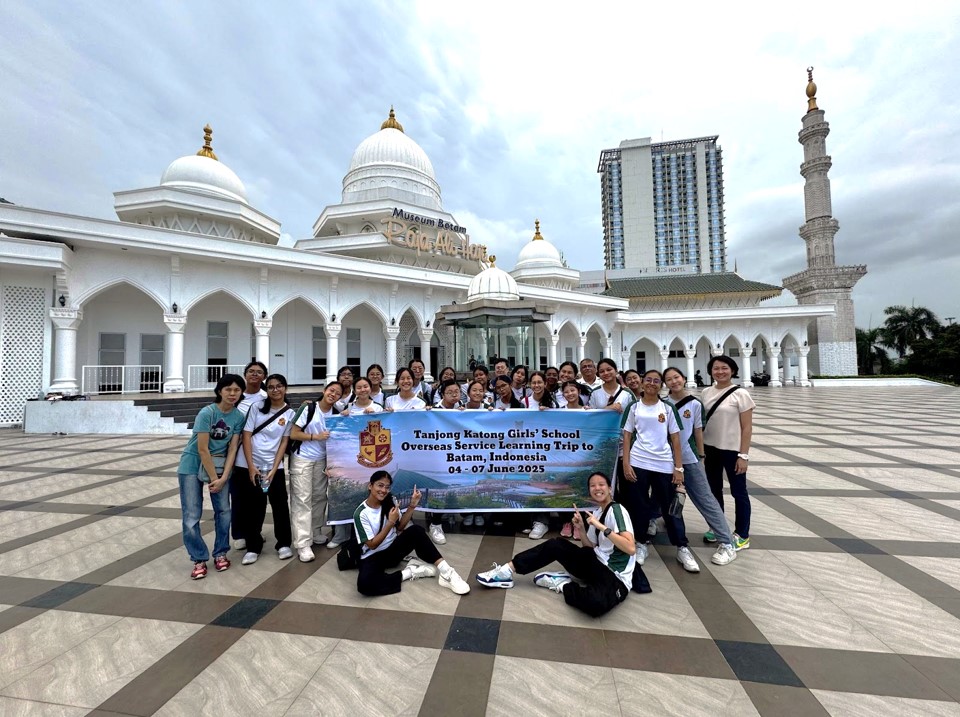 Museum Batam
Raja Ali Haji
HOTEL
Tanjong Katong Girls' School
Overseas Service Learning Trip to
Batam, Indonesia
04 - 07 June 2025